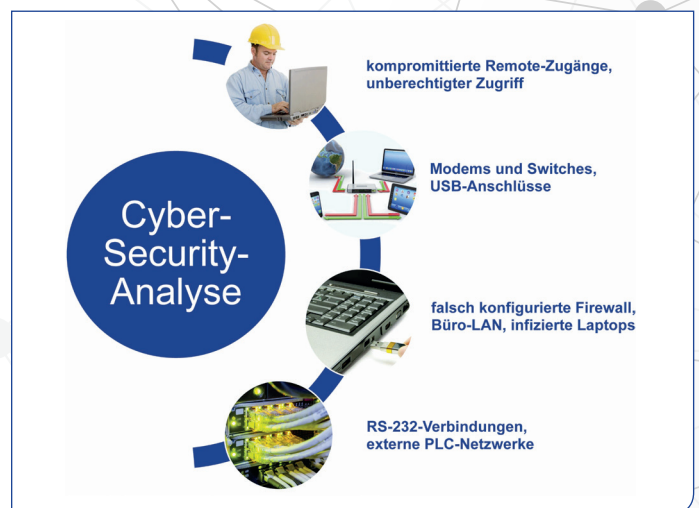 Cyber-
Security-
Analyse
kompromittierte Remote-Zugänge,
unberechtigter Zugriff
Modems und Switches,
USB-Anschlüsse
falsch konfigurierte Firewall,
Büro-LAN, infizierte Laptops
RS-232-Verbindungen,
externe PLC-Netzwerke